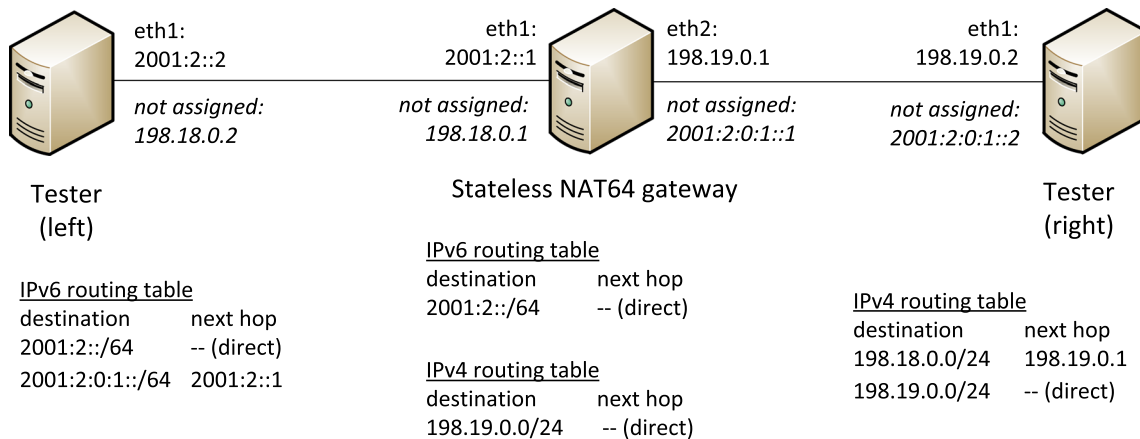 eth1:
2001:2::2
not assigned:
198.18.0.2
eth1:
2001:2::1
not assigned:
198.18.0.1
eth2:
198.19.0.1
not assigned:
2001:2:0:1::1
eth1:
198.19.0.2
not assigned:
2001:2:0:1::2
Tester
(left)
Stateless NAT64 gateway
Tester
(right)
IPv6 routing table
destination next hop
2001:2::/64 -- (direct)
2001:2:0:1::/64 2001:2::1
IPv6 routing table
destination next hop
2001:2::/64 -- (direct)
IPv4 routing table
destination next hop
198.19.0.0/24 -- (direct)
IPv4 routing table
destination next hop
198.18.0.0/24 198.19.0.1
198.19.0.0/24 -- (direct)